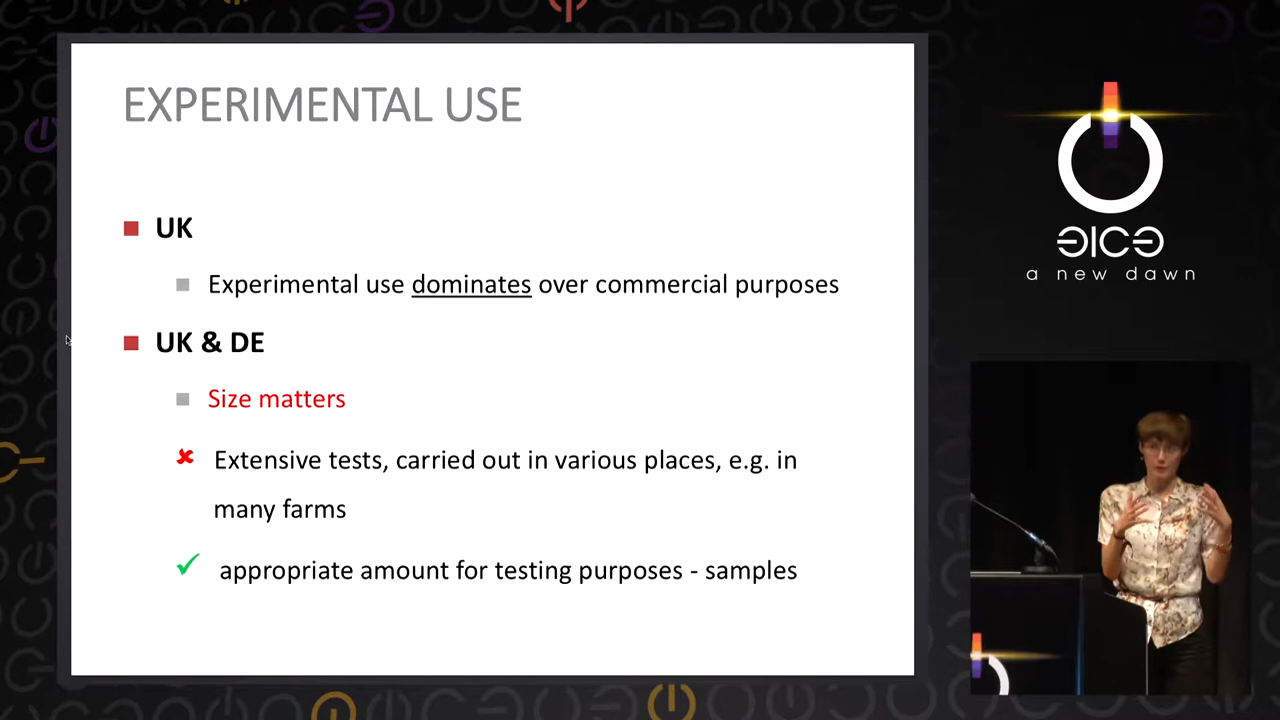 EXPERIMENTAL USE
UK
Experimental use dominates over commercial purposes
UK & DE
Size matters
Extensive tests, carried out in various places, e.g. in
many farms
appropriate amount for testing purposes - samples
ƎICƎ
a new dawn